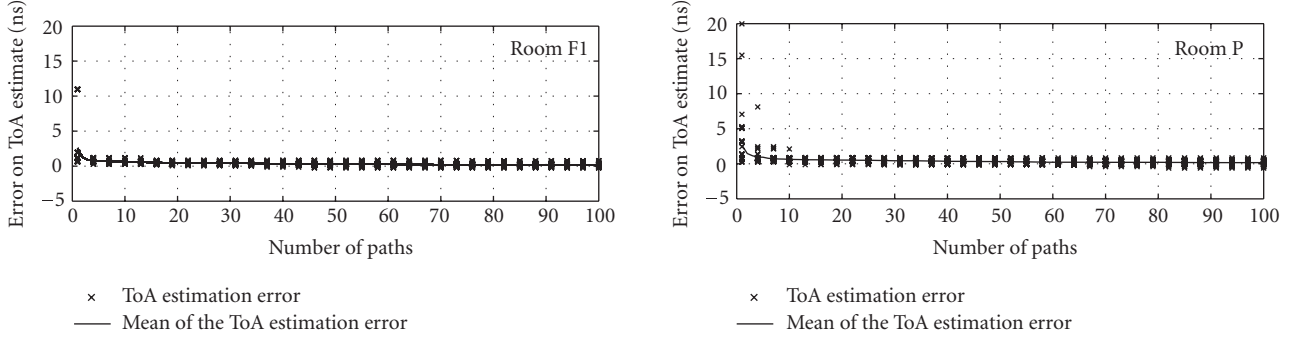 Error on ToA estimate (ns)
20
15
10
5
0
−5
Room F1
0 10 20 30 40 50 60 70 80 90 100
Number of paths
× ToA estimation error
Mean of the ToA estimation error
Error on ToA estimate (ns)
20
15
10
5
0
−5
Room P
0 10 20 30 40 50 60 70 80 90 100
Number of paths
× ToA estimation error
Mean of the ToA estimation error